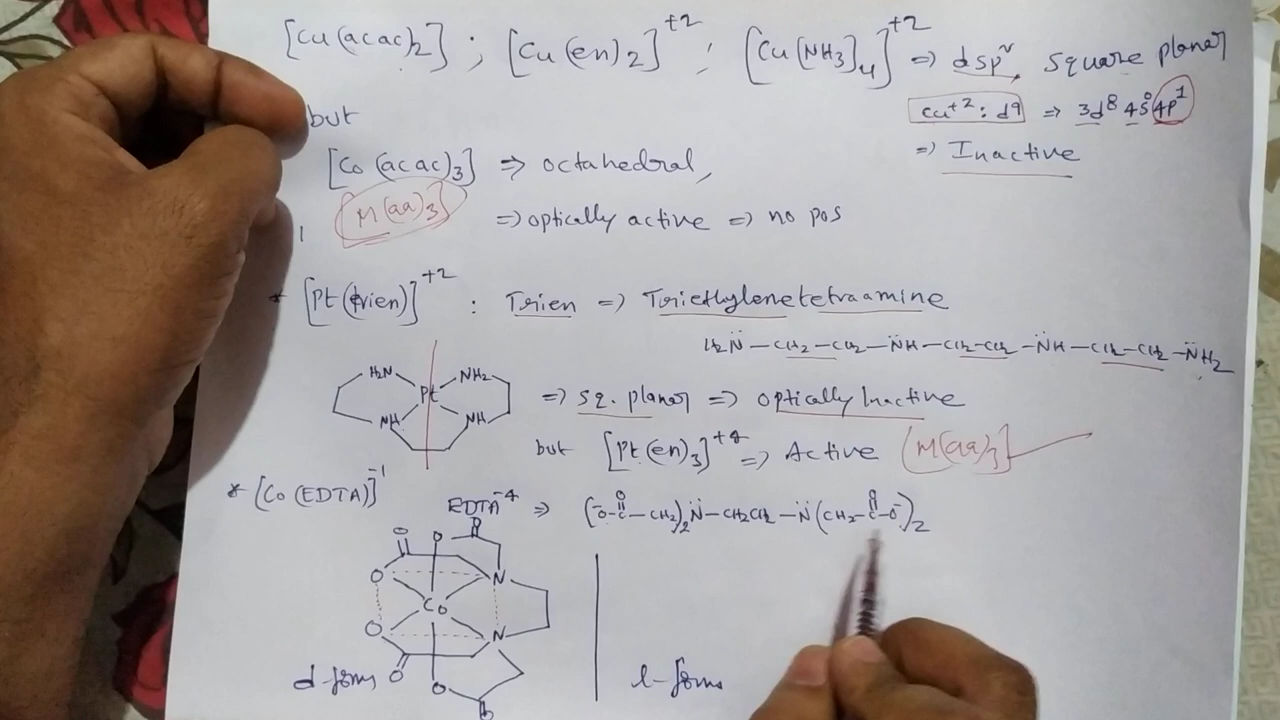 [Cu(acac)2] ; [Cu(en)2]+2 ; [Cu(NH3)4]+2 ⇒ dsp2, square planar
Cu+2 : d9 ⇒ 3d8 4s0 4p1
but
⇒ Inactive
[Co(acac)3] ⇒ octahedral,
M(aa)3
⇒ optically active ⇒ no pos
* [Pt(trien)]+2 : Trien ⇒ Triethylenetetraamine
H2N — CH2 — CH2 — NH — CH2-CH2 - NH — CH2-CH2 - NH2
H2N NH2
Pt ⇒ sq. planar ⇒ optically Inactive
NH NH
but [Pt(en)3]+4 ⇒ Active (M(aa)3]
* [Co(EDTA)]-1 EDTA-4 ⇒ (-O-C-CH2)2N-CH2CH2-N(CH2-C-O-)2
O O
O O O
O N
Co
O N
d-form O O l-form
O